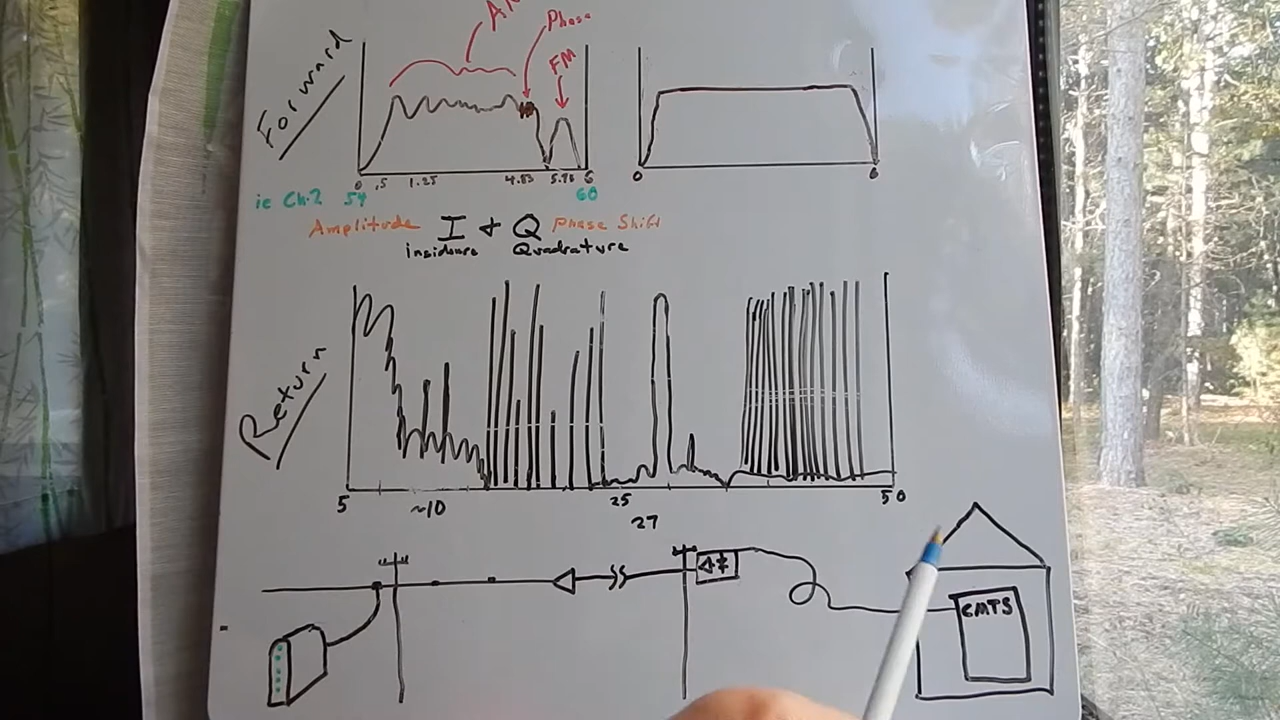 Phase
FM
Forward
0 .5 1.25 4.83 5.75 6
0 6
ie Ch.2 54 60
Amplitude I + Q Phase Shift
insidence Quadrature
Return
5 ~10 25 50
27
CMTS